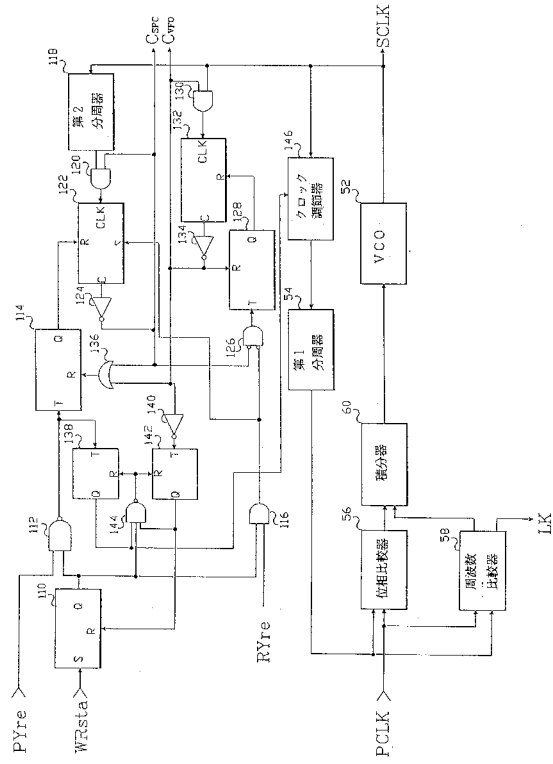 PYre
WRsta
110
S
Q
R
112
114
T
Q
R
136
138
T
R
Q
140
142
T
R
Q
144
116
RYre
118
第2
分周器
120
122
CLK
R
C
124
CSPC
CVFO
130
132
CLK
R
C
134
128
T
R
Q
126
146
クロック
調節器
54
第1
分周器
52
VCO
SCLK
60
積分器
56
位相比較器
58
周波数
比較器
PCLK
LK